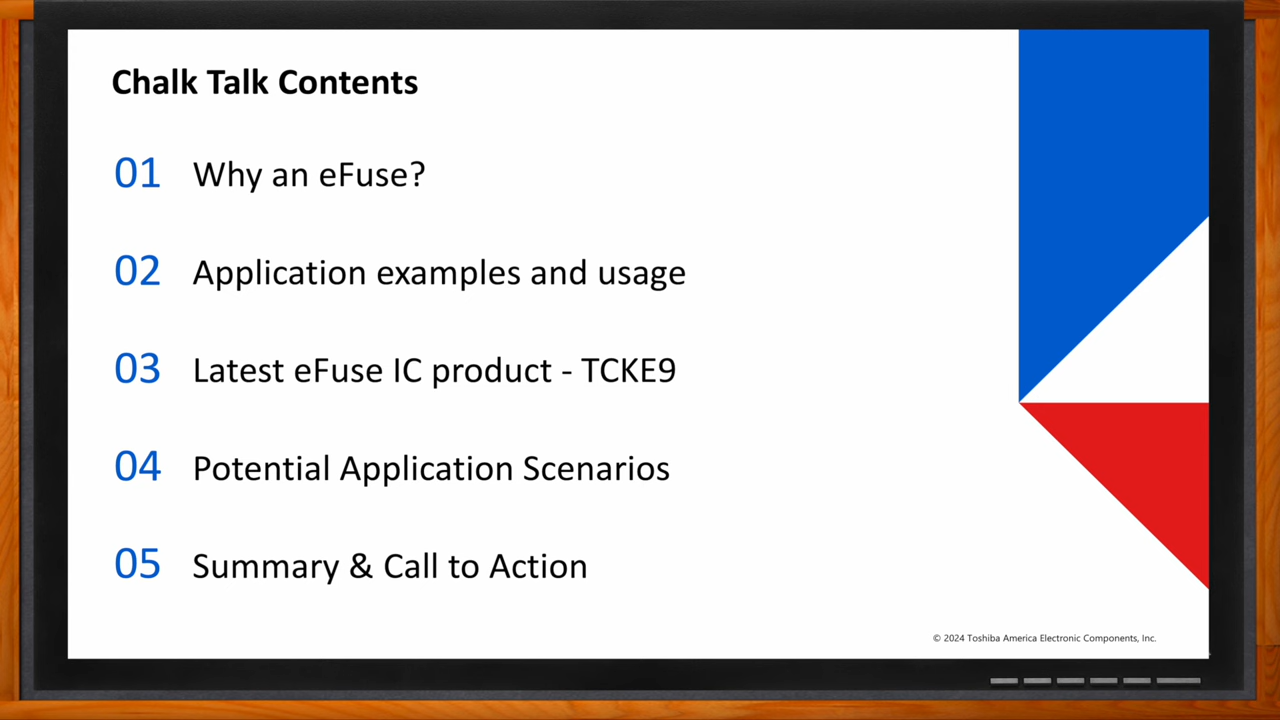 Chalk Talk Contents
01 Why an eFuse?
02 Application examples and usage
03 Latest eFuse IC product - TCKE9
04 Potential Application Scenarios
05 Summary & Call to Action
© 2024 Toshiba America Electronic Components, Inc.